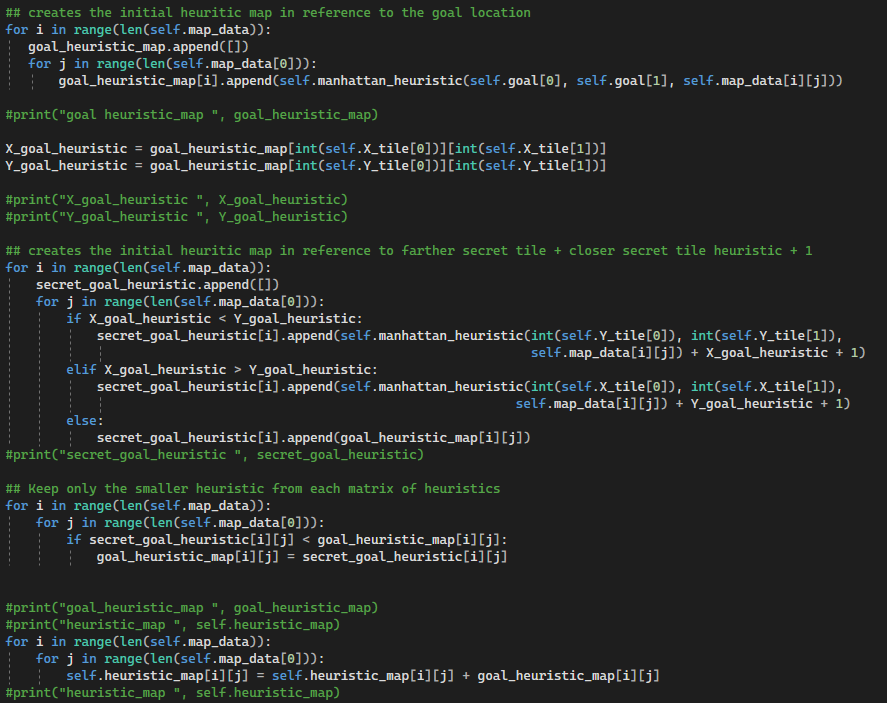 ## creates the initial heuritic map in reference to the goal location
for i in range(len(self.map_data)):
    goal_heuristic_map.append([])
    for j in range(len(self.map_data[0])):
        goal_heuristic_map[i].append(self.manhattan_heuristic(self.goal[0], self.goal[1], self.map_data[i][j]))
#print("goal heuristic_map ", goal_heuristic_map)
X_goal_heuristic = goal_heuristic_map[int(self.X_tile[0])][int(self.X_tile[1])]
Y_goal_heuristic = goal_heuristic_map[int(self.Y_tile[0])][int(self.Y_tile[1])]
#print("X_goal_heuristic ", X_goal_heuristic)
#print("Y_goal_heuristic ", Y_goal_heuristic)
## creates the initial heuritic map in reference to farther secret tile + closer secret tile heuristic + 1
for i in range(len(self.map_data)):
    secret_goal_heuristic.append([])
    for j in range(len(self.map_data[0])):
        if X_goal_heuristic < Y_goal_heuristic:
            secret_goal_heuristic[i].append(self.manhattan_heuristic(int(self.Y_tile[0]), int(self.Y_tile[1]),
                                                                     self.map_data[i][j]) + X_goal_heuristic + 1)
        elif X_goal_heuristic > Y_goal_heuristic:
            secret_goal_heuristic[i].append(self.manhattan_heuristic(int(self.X_tile[0]), int(self.X_tile[1]),
                                                                   self.map_data[i][j]) + Y_goal_heuristic + 1)
        else:
            secret_goal_heuristic[i].append(goal_heuristic_map[i][j])
#print("secret_goal_heuristic ", secret_goal_heuristic)
## Keep only the smaller heuristic from each matrix of heuristics
for i in range(len(self.map_data)):
    for j in range(len(self.map_data[0])):
        if secret_goal_heuristic[i][j] < goal_heuristic_map[i][j]:
            goal_heuristic_map[i][j] = secret_goal_heuristic[i][j]
#print("goal_heuristic_map ", goal_heuristic_map)
#print("heuristic_map ", self.heuristic_map)
for i in range(len(self.map_data)):
    for j in range(len(self.map_data[0])):
        self.heuristic_map[i][j] = self.heuristic_map[i][j] + goal_heuristic_map[i][j]
#print("heuristic_map ", self.heuristic_map)